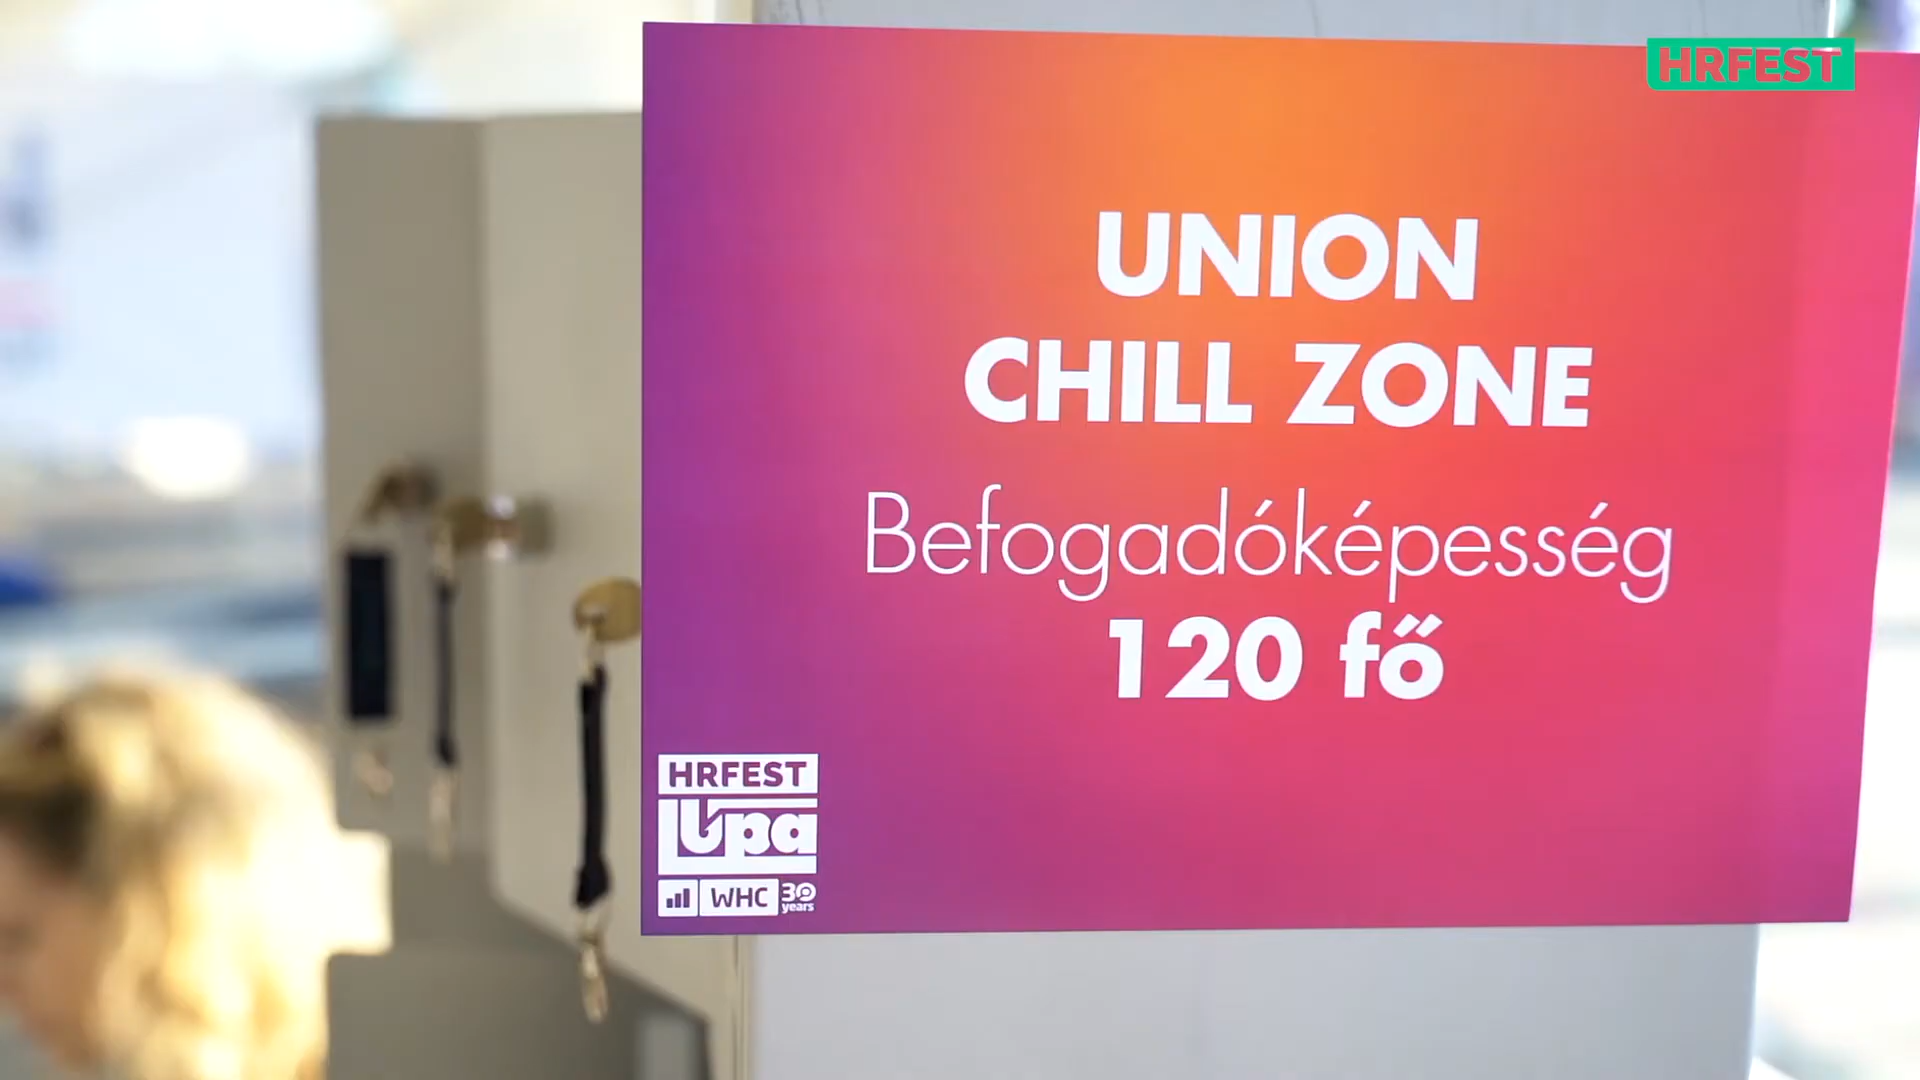 HRFEST
UNION
CHILL ZONE
Befogadóképesség
120 fő
HRFEST
Lupa
WHC 30 years